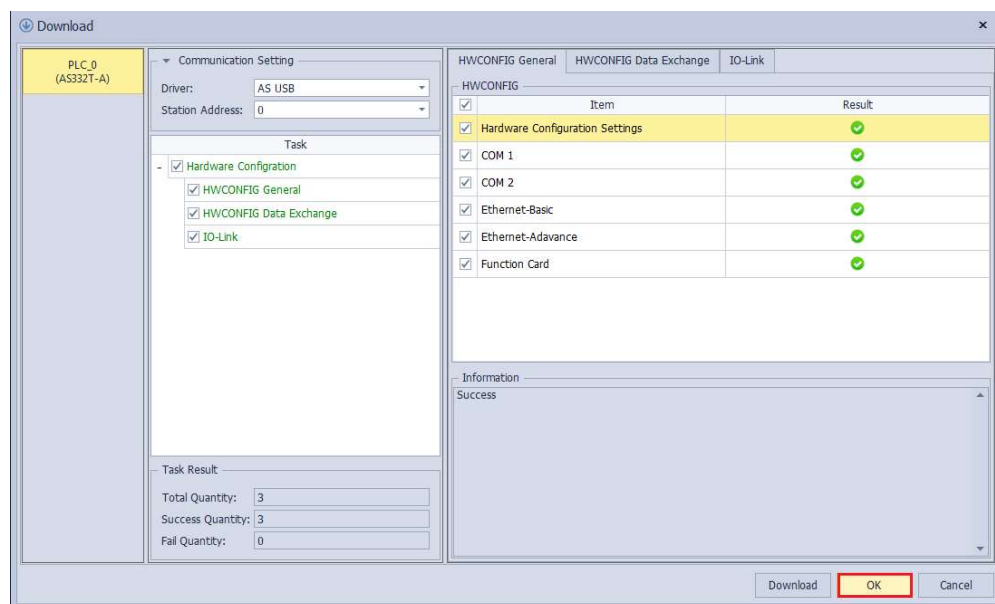 Download
PLC_0
(AS332T-A)
Communication Setting
Driver: AS USB
Station Address: 0
Task
- Hardware Configration
HWCONFIG General
HWCONFIG Data Exchange
IO-Link
Task Result
Total Quantity: 3
Success Quantity: 3
Fail Quantity: 0
HWCONFIG General HWCONFIG Data Exchange IO-Link
HWCONFIG
Item Result
Hardware Configuration Settings
COM 1
COM 2
Ethernet-Basic
Ethernet-Adavance
Function Card
Information
Success
Download OK Cancel